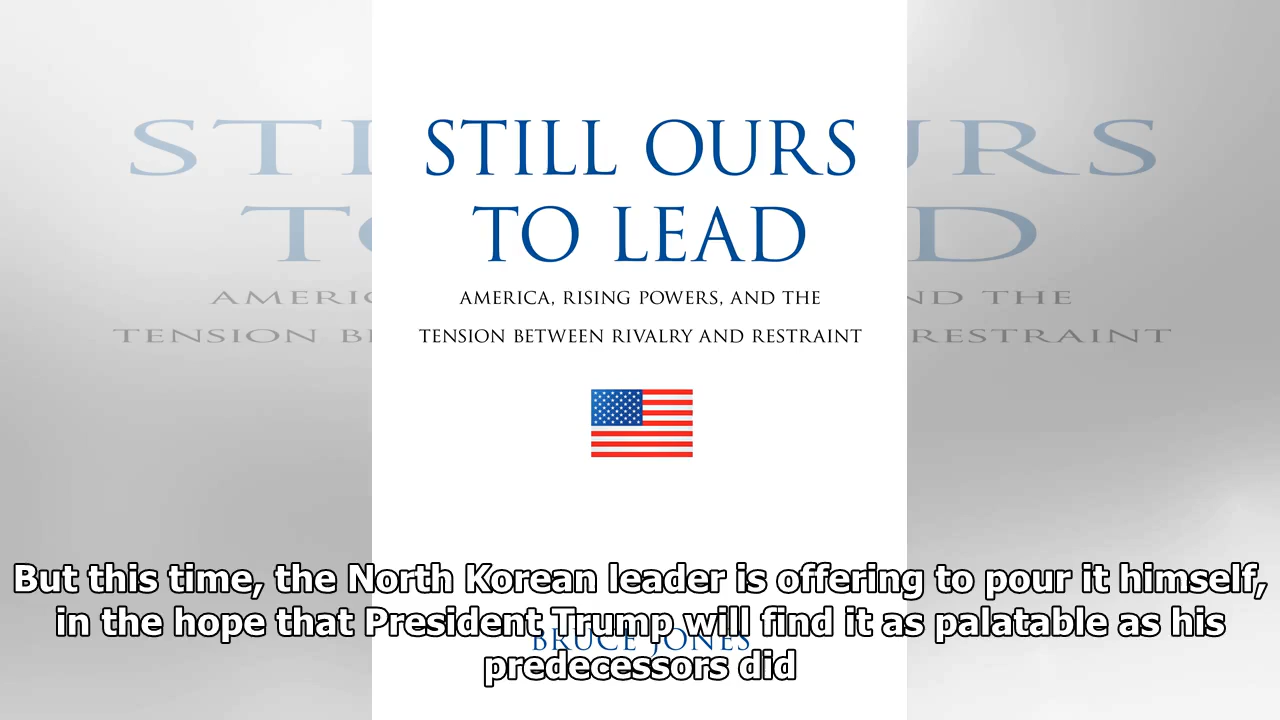 STILL OURS
TO LEAD
AMERICA, RISING POWERS, AND THE
TENSION BETWEEN RIVALRY AND RESTRAINT
BRUCE JONES
But this time, the North Korean leader is offering to pour it himself,
in the hope that President Trump will find it as palatable as his
predecessors did